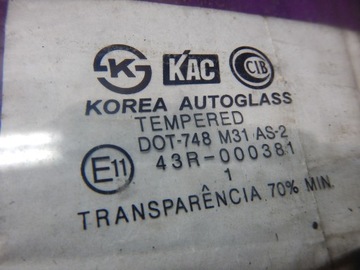 K KAC CIB
KOREA AUTOGLASS
TEMPERED
DOT-748 M31 AS-2
E11 43R-000381
1
TRANSPARÊNCIA 70% MIN.